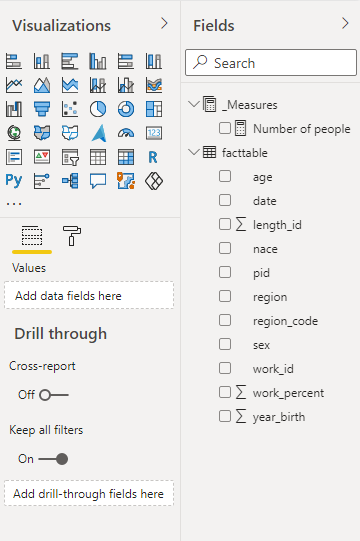 Visualizations
Fields
Search
_Measures
Number of people
facttable
age
date
length_id
nace
pid
region
region_code
sex
work_id
work_percent
year_birth
123
R
Py
...
Values
Add data fields here
Drill through
Cross-report
Off
Keep all filters
On
Add drill-through fields here